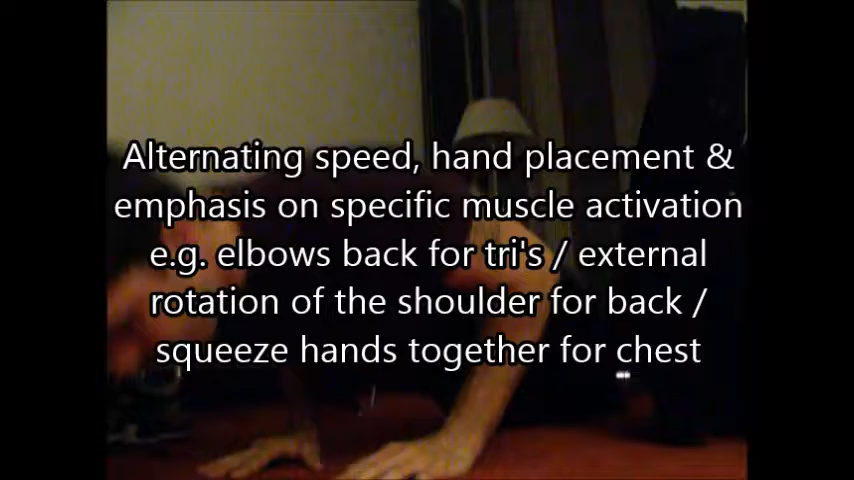 Alternating speed, hand placement &
emphasis on specific muscle activation
e.g. elbows back for tri's / external
rotation of the shoulder for back /
squeeze hands together for chest